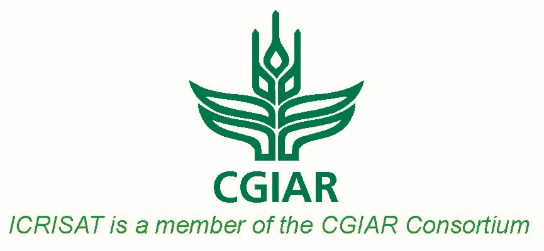 CGIAR
ICRISAT is a member of the CGIAR Consortium